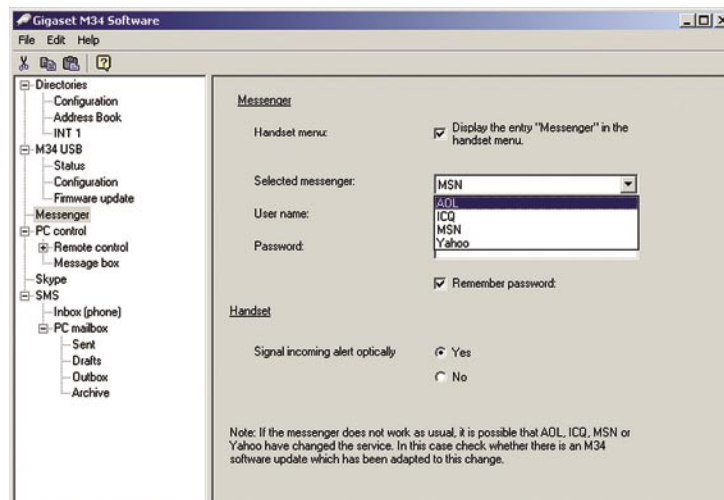 Gigaset M34 Software
File Edit Help
Directories
Configuration
Address Book
INT 1
M34 USB
Status
Configuration
Firmware update
Messenger
PC control
Remote control
Message box
Skype
SMS
Inbox (phone)
PC mailbox
Sent
Drafts
Outbox
Archive
Messenger
Handset menu:
Display the entry "Messenger" in the
handset menu.
Selected messenger:
MSN
AOL
ICQ
MSN
Yahoo
User name:
Password:
Remember password:
Handset
Signal incoming alert optically
Yes
No
Note: If the messenger does not work as usual, it is possible that AOL, ICQ, MSN or
Yahoo have changed the service. In this case check whether there is an M34
software update which has been adapted to this change.